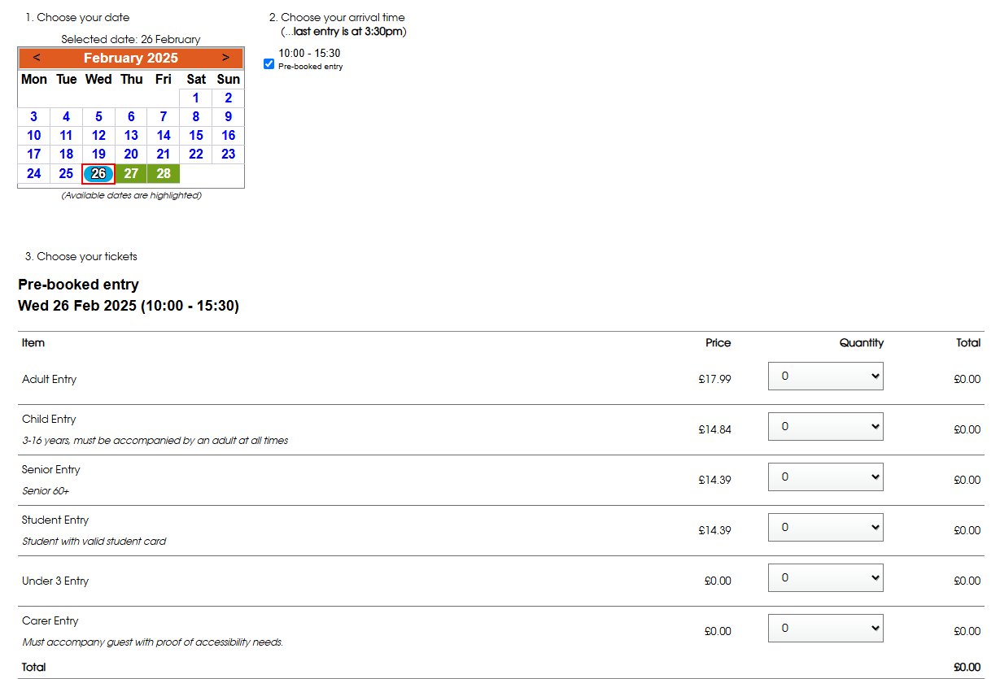 1. Choose your date
Selected date: 26 February
< February 2025 >
Mon Tue Wed Thu Fri Sat Sun
1 2
3 4 5 6 7 8 9
10 11 12 13 14 15 16
17 18 19 20 21 22 23
24 25 26 27 28
(Available dates are highlighted)
2. Choose your arrival time
(...last entry is at 3:30pm)
10:00 - 15:30
Pre-booked entry
3. Choose your tickets
Pre-booked entry
Wed 26 Feb 2025 (10:00 - 15:30)
Item Price Quantity Total
Adult Entry £17.99 0 £0.00
Child Entry
3-16 years, must be accompanied by an adult at all times
£14.84 0 £0.00
Senior Entry
Senior 60+
£14.39 0 £0.00
Student Entry
Student with valid student card
£14.39 0 £0.00
Under 3 Entry £0.00 0 £0.00
Carer Entry
Must accompany guest with proof of accessibility needs.
£0.00 0 £0.00
Total £0.00